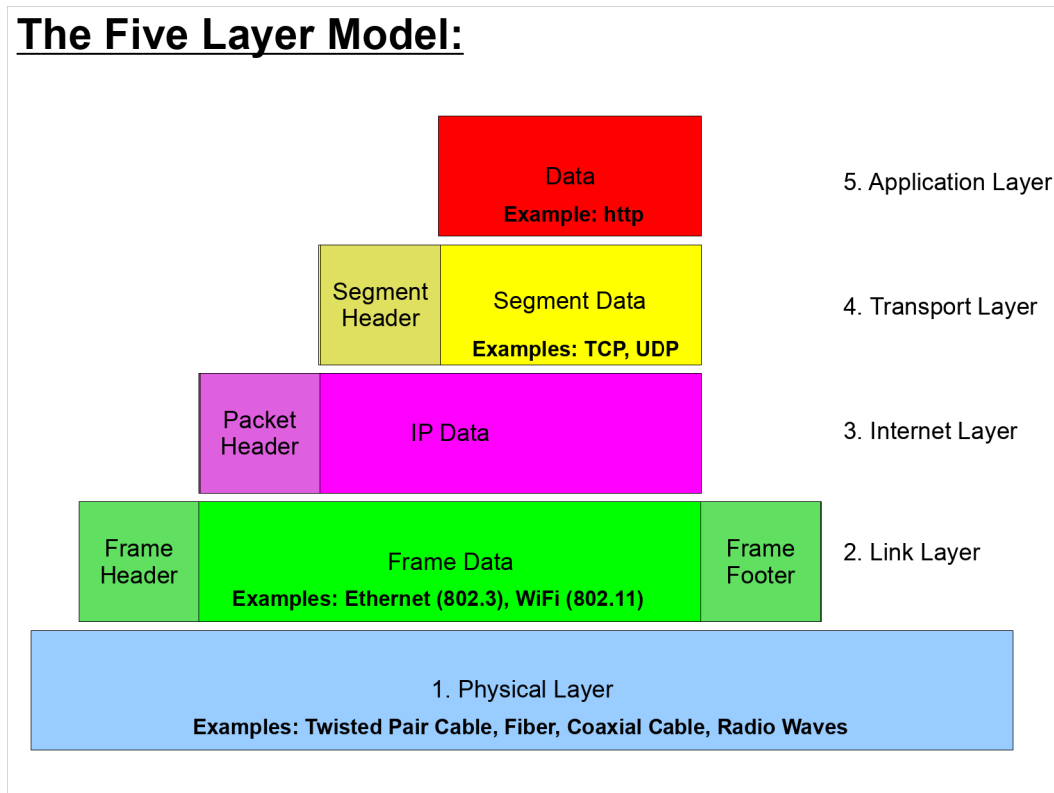 The Five Layer Model:
Data
Example: http
5. Application Layer
Segment
Header
Segment Data
Examples: TCP, UDP
4. Transport Layer
Packet
Header
IP Data
3. Internet Layer
Frame
Header
Frame Data
Examples: Ethernet (802.3), WiFi (802.11)
Frame
Footer
2. Link Layer
1. Physical Layer
Examples: Twisted Pair Cable, Fiber, Coaxial Cable, Radio Waves